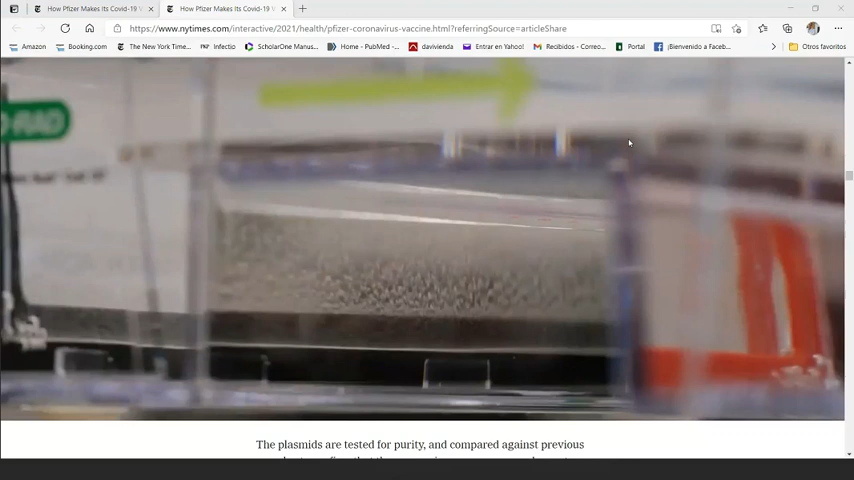 How Pfizer Makes Its Covid-19 V
How Pfizer Makes Its Covid-19 V
https://www.nytimes.com/interactive/2021/health/pfizer-coronavirus-vaccine.html?referringSource=articleShare
Amazon
Booking.com
The New York Time...
Infectio
ScholarOne Manus...
Home - PubMed -...
davivienda
Entrar en Yahoo!
Recibidos - Correo...
Portal
¡Bienvenido a Faceb...
Otros favoritos
The plasmids are tested for purity, and compared against previous